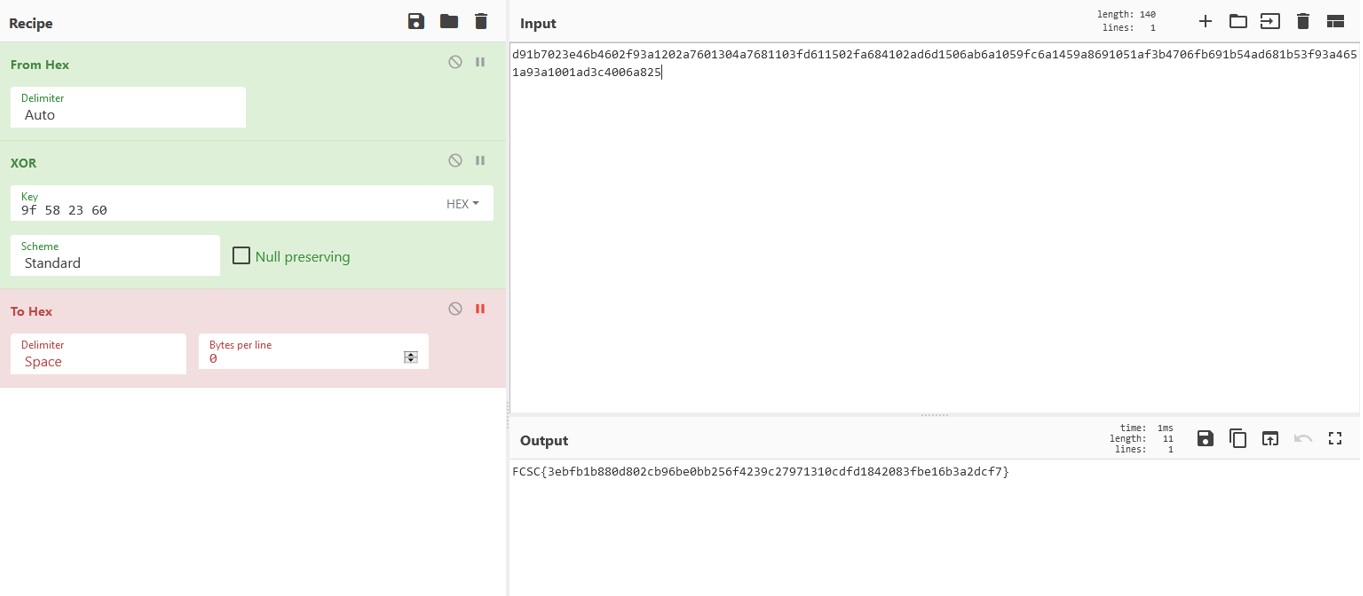 Recipe
From Hex
Delimiter
Auto
XOR
Key
9f 58 23 60
HEX
Scheme
Standard
Null preserving
To Hex
Delimiter
Space
Bytes per line
0
Input
length: 140
lines: 1
d91b7023e46b4602f93a1202a7601304a7681103fd611502fa684102ad6d1506ab6a1059fc6a1459a8691051af3b4706fb691b54ad681b53f93a465
1a93a1001ad3c4006a825
Output
time: 1ms
length: 11
lines: 1
FCSC{3ebfb1b880d802cb96be0bb256f4239c27971310cdfd1842083fbe16b3a2dcf7}